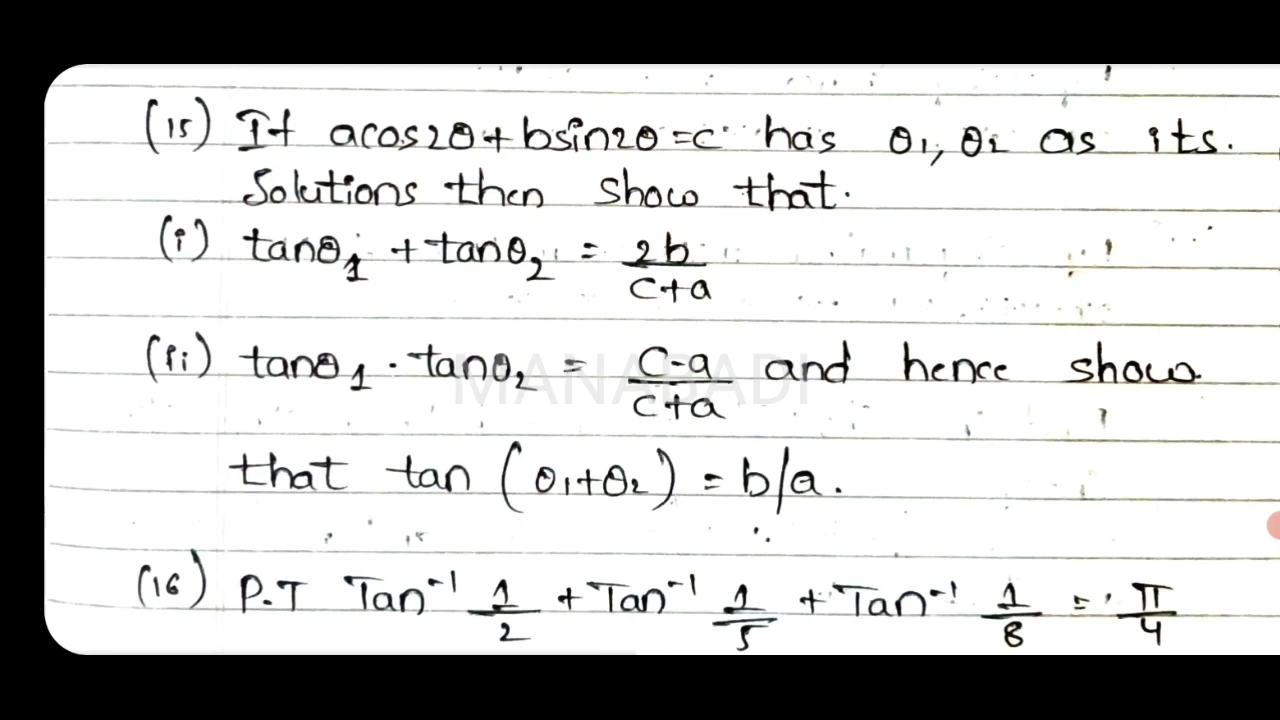 (15) If acos2θ+bsin2θ=c has θ₁, θ₂ as its.
Solutions then show that.
(i) tanθ₁ + tanθ₂ = 2b/c+a
(ii) tanθ₁ . tanθ₂ = c-a/c+a and hence show
MANABADI
that tan (θ₁+θ₂) = b/a.
(16) P.T Tan⁻¹ 1/2 + Tan⁻¹ 1/5 + Tan⁻¹ 1/8 = π/4